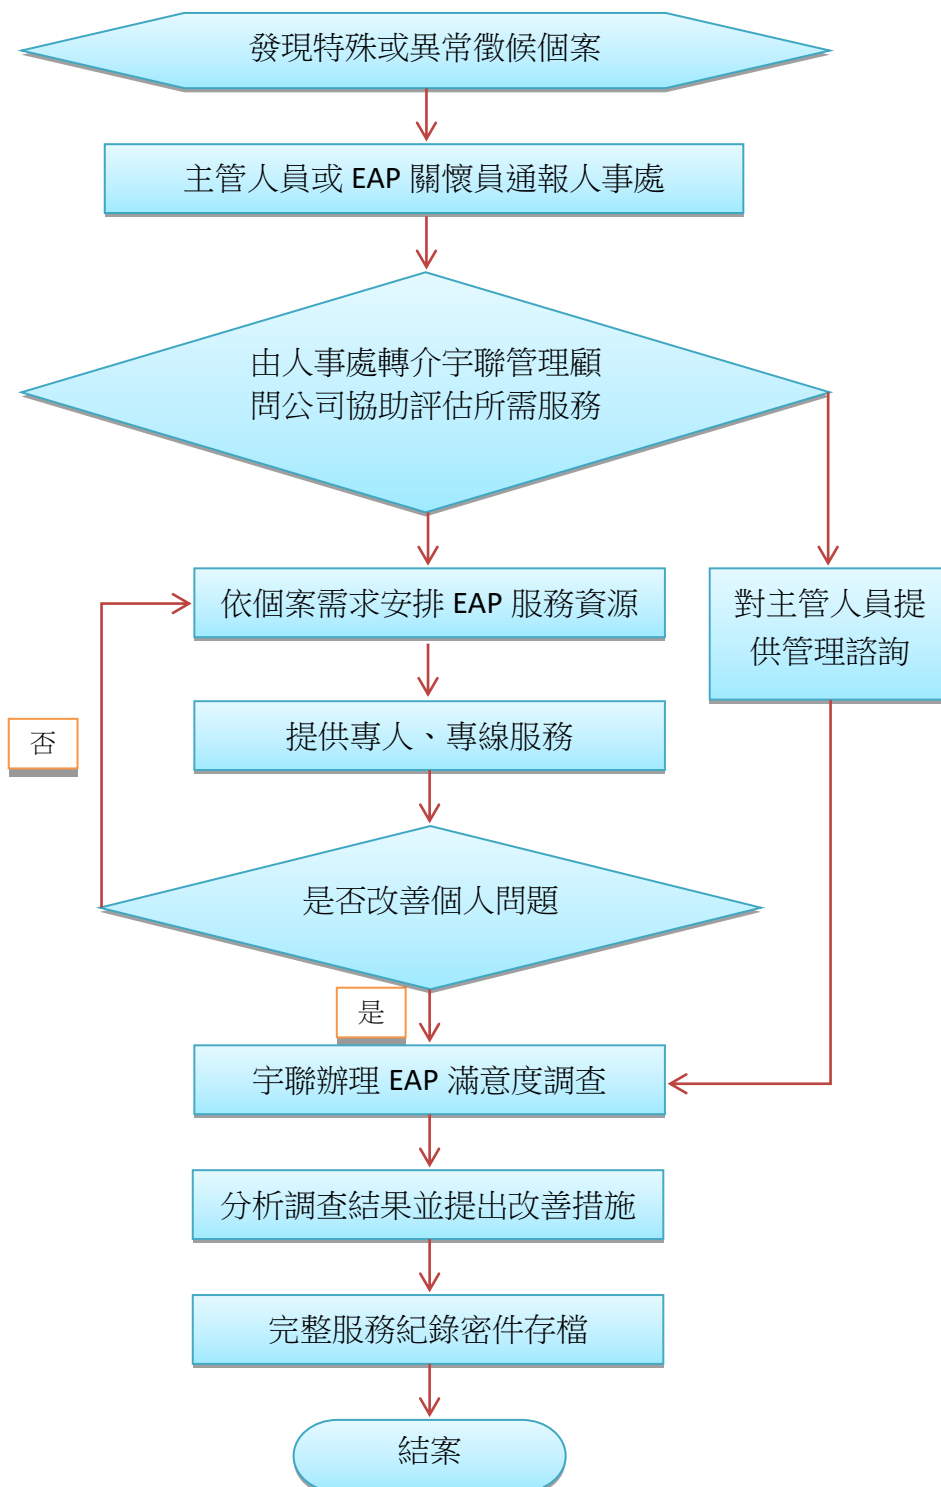 發現特殊或異常徵候個案
主管人員或 EAP 關懷員通報人事處
由人事處轉介宇聯管理顧
問公司協助評估所需服務
依個案需求安排 EAP 服務資源
對主管人員提
供管理諮詢
提供專人、專線服務
否
是否改善個人問題
是
宇聯辦理 EAP 滿意度調查
分析調查結果並提出改善措施
完整服務紀錄密件存檔
結案